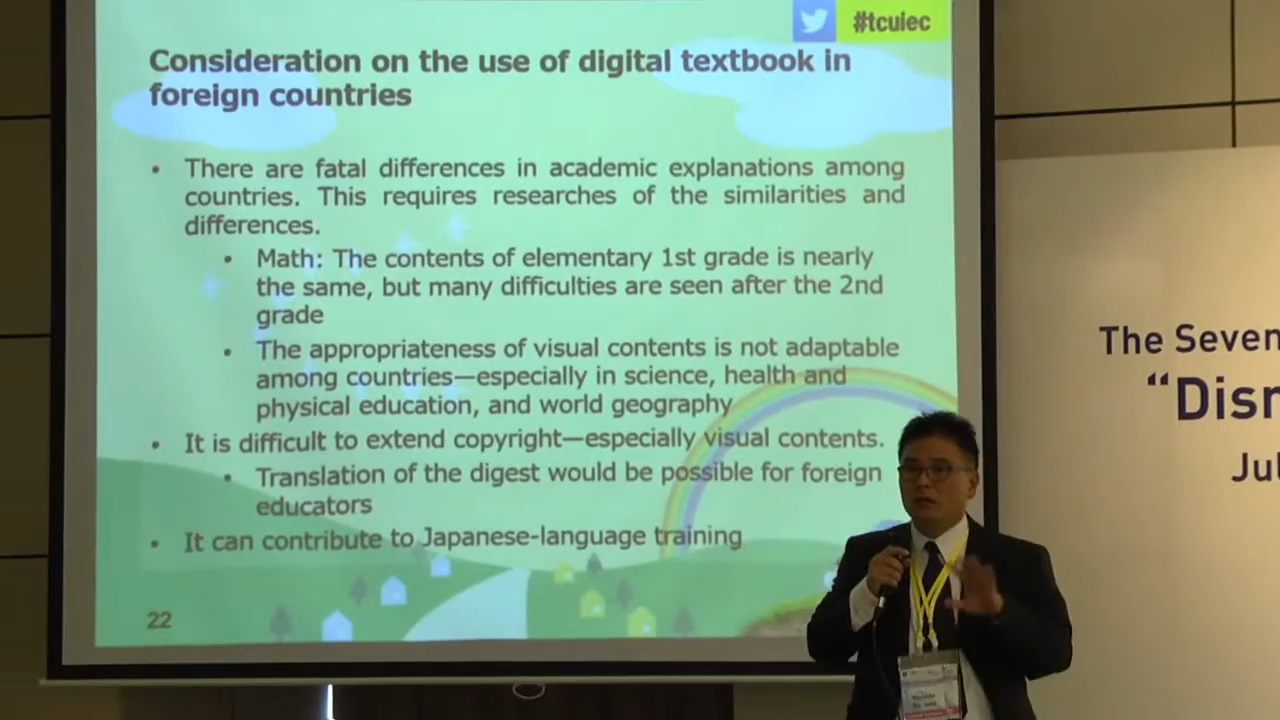 #tcuiec
Consideration on the use of digital textbook in
foreign countries
• There are fatal differences in academic explanations among
countries. This requires researches of the similarities and
differences.
• Math: The contents of elementary 1st grade is nearly
the same, but many difficulties are seen after the 2nd
grade
• The appropriateness of visual contents is not adaptable
among countries—especially in science, health and
physical education, and world geography
• It is difficult to extend copyright—especially visual contents.
• Translation of the digest would be possible for foreign
educators
• It can contribute to Japanese-language training
22
The Seven
“Disr
Jul